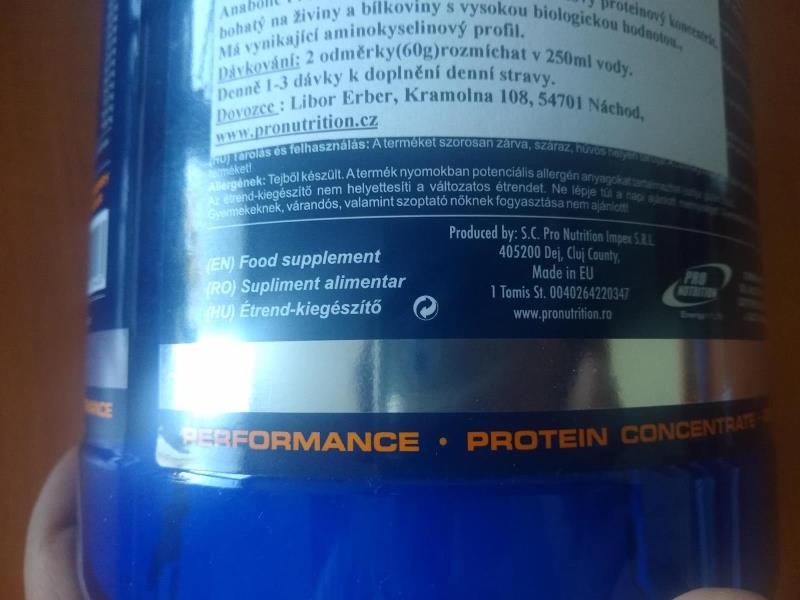 Anabolic
proteinový koncentrát,
bohatý na živiny a bílkoviny s vysokou biologickou hodnotou.,
Má vynikající aminokyselinový profil.
Dávkování: 2 odměrky(60g)rozmíchat v 250ml vody.
Denně 1-3 dávky k doplnění denní stravy.
Dovozce : Libor Erber, Kramolna 108, 54701 Náchod,
www.pronutrition.cz
(HU) Tárolás és felhasználás: A terméket szorosan zárva, száraz, hűvös helyen
terméket!
Allergének: Tejből készült. A termék nyomokban potenciális allergén anyagokat tartalmazhat
Az étrend-kiegészítő nem helyettesíti a változatos étrendet. Ne lépje túl a napi ajánlott
Gyermekeknek, várandós, valamint szoptató nőknek fogyasztása nem ajánlott!
Produced by: S.C. Pro Nutrition Impex S.R.L.
405200 Dej, Cluj County,
Made in EU
1 Tomis St. 0040264220347
www.pronutrition.ro
(EN) Food supplement
(RO) Supliment alimentar
(HU) Étrend-kiegészítő
PRO
NUTRITION
MANCE
PERFORMANCE • PROTEIN CONCENTRATE